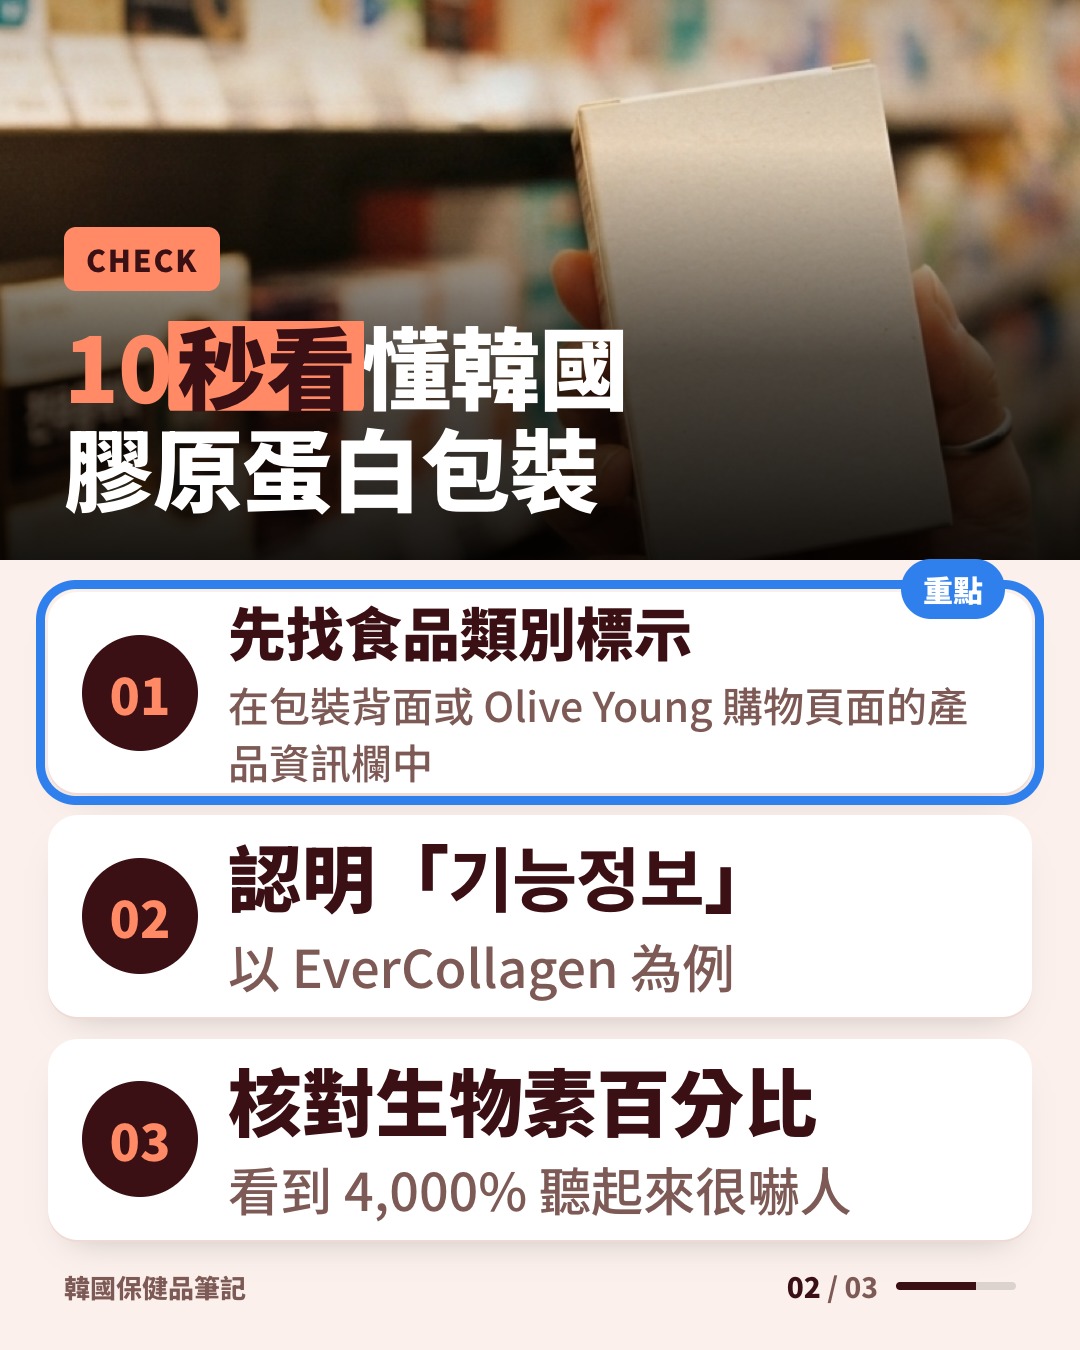 CHECK
10秒看懂韓國
膠原蛋白包裝
重點
01
先找食品類別標示
在包裝背面或 Olive Young 購物頁面的產
品資訊欄中
02
認明「기능정보」
以 EverCollagen 為例
03
核對生物素百分比
看到 4,000% 聽起來很嚇人
韓國保健品筆記
02 / 03